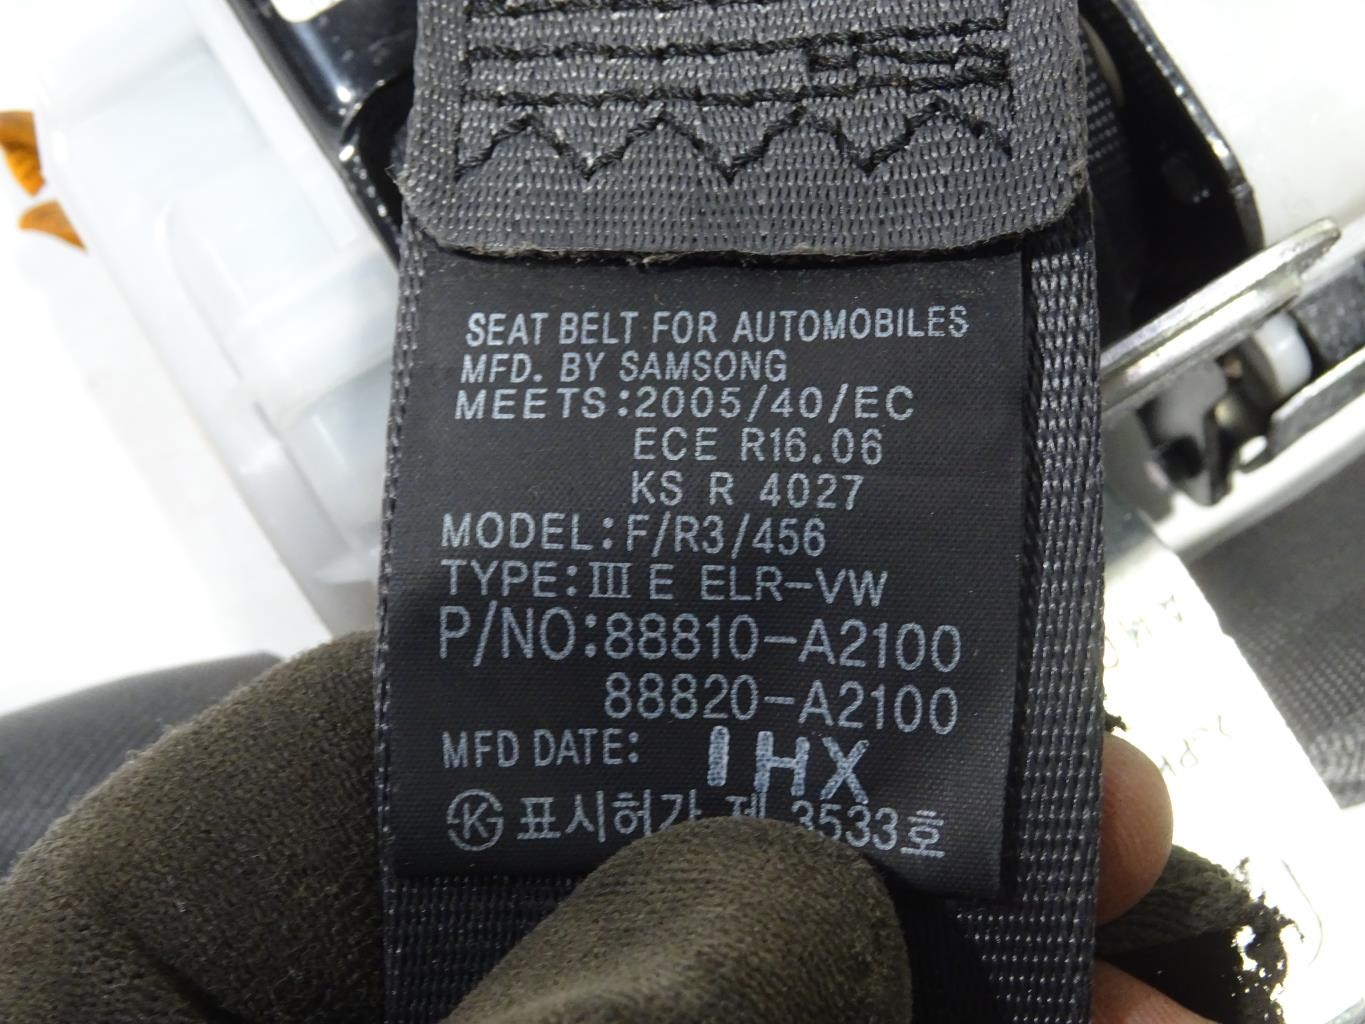 SEAT BELT FOR AUTOMOBILES
MFD. BY SAMSONG
MEETS:2005/40/EC
ECE R16.06
KS R 4027
MODEL:F/R3/456
TYPE:III E ELR-VW
P/NO:88810-A2100
88820-A2100
MFD DATE: 1HX
표시허가 제 3533호